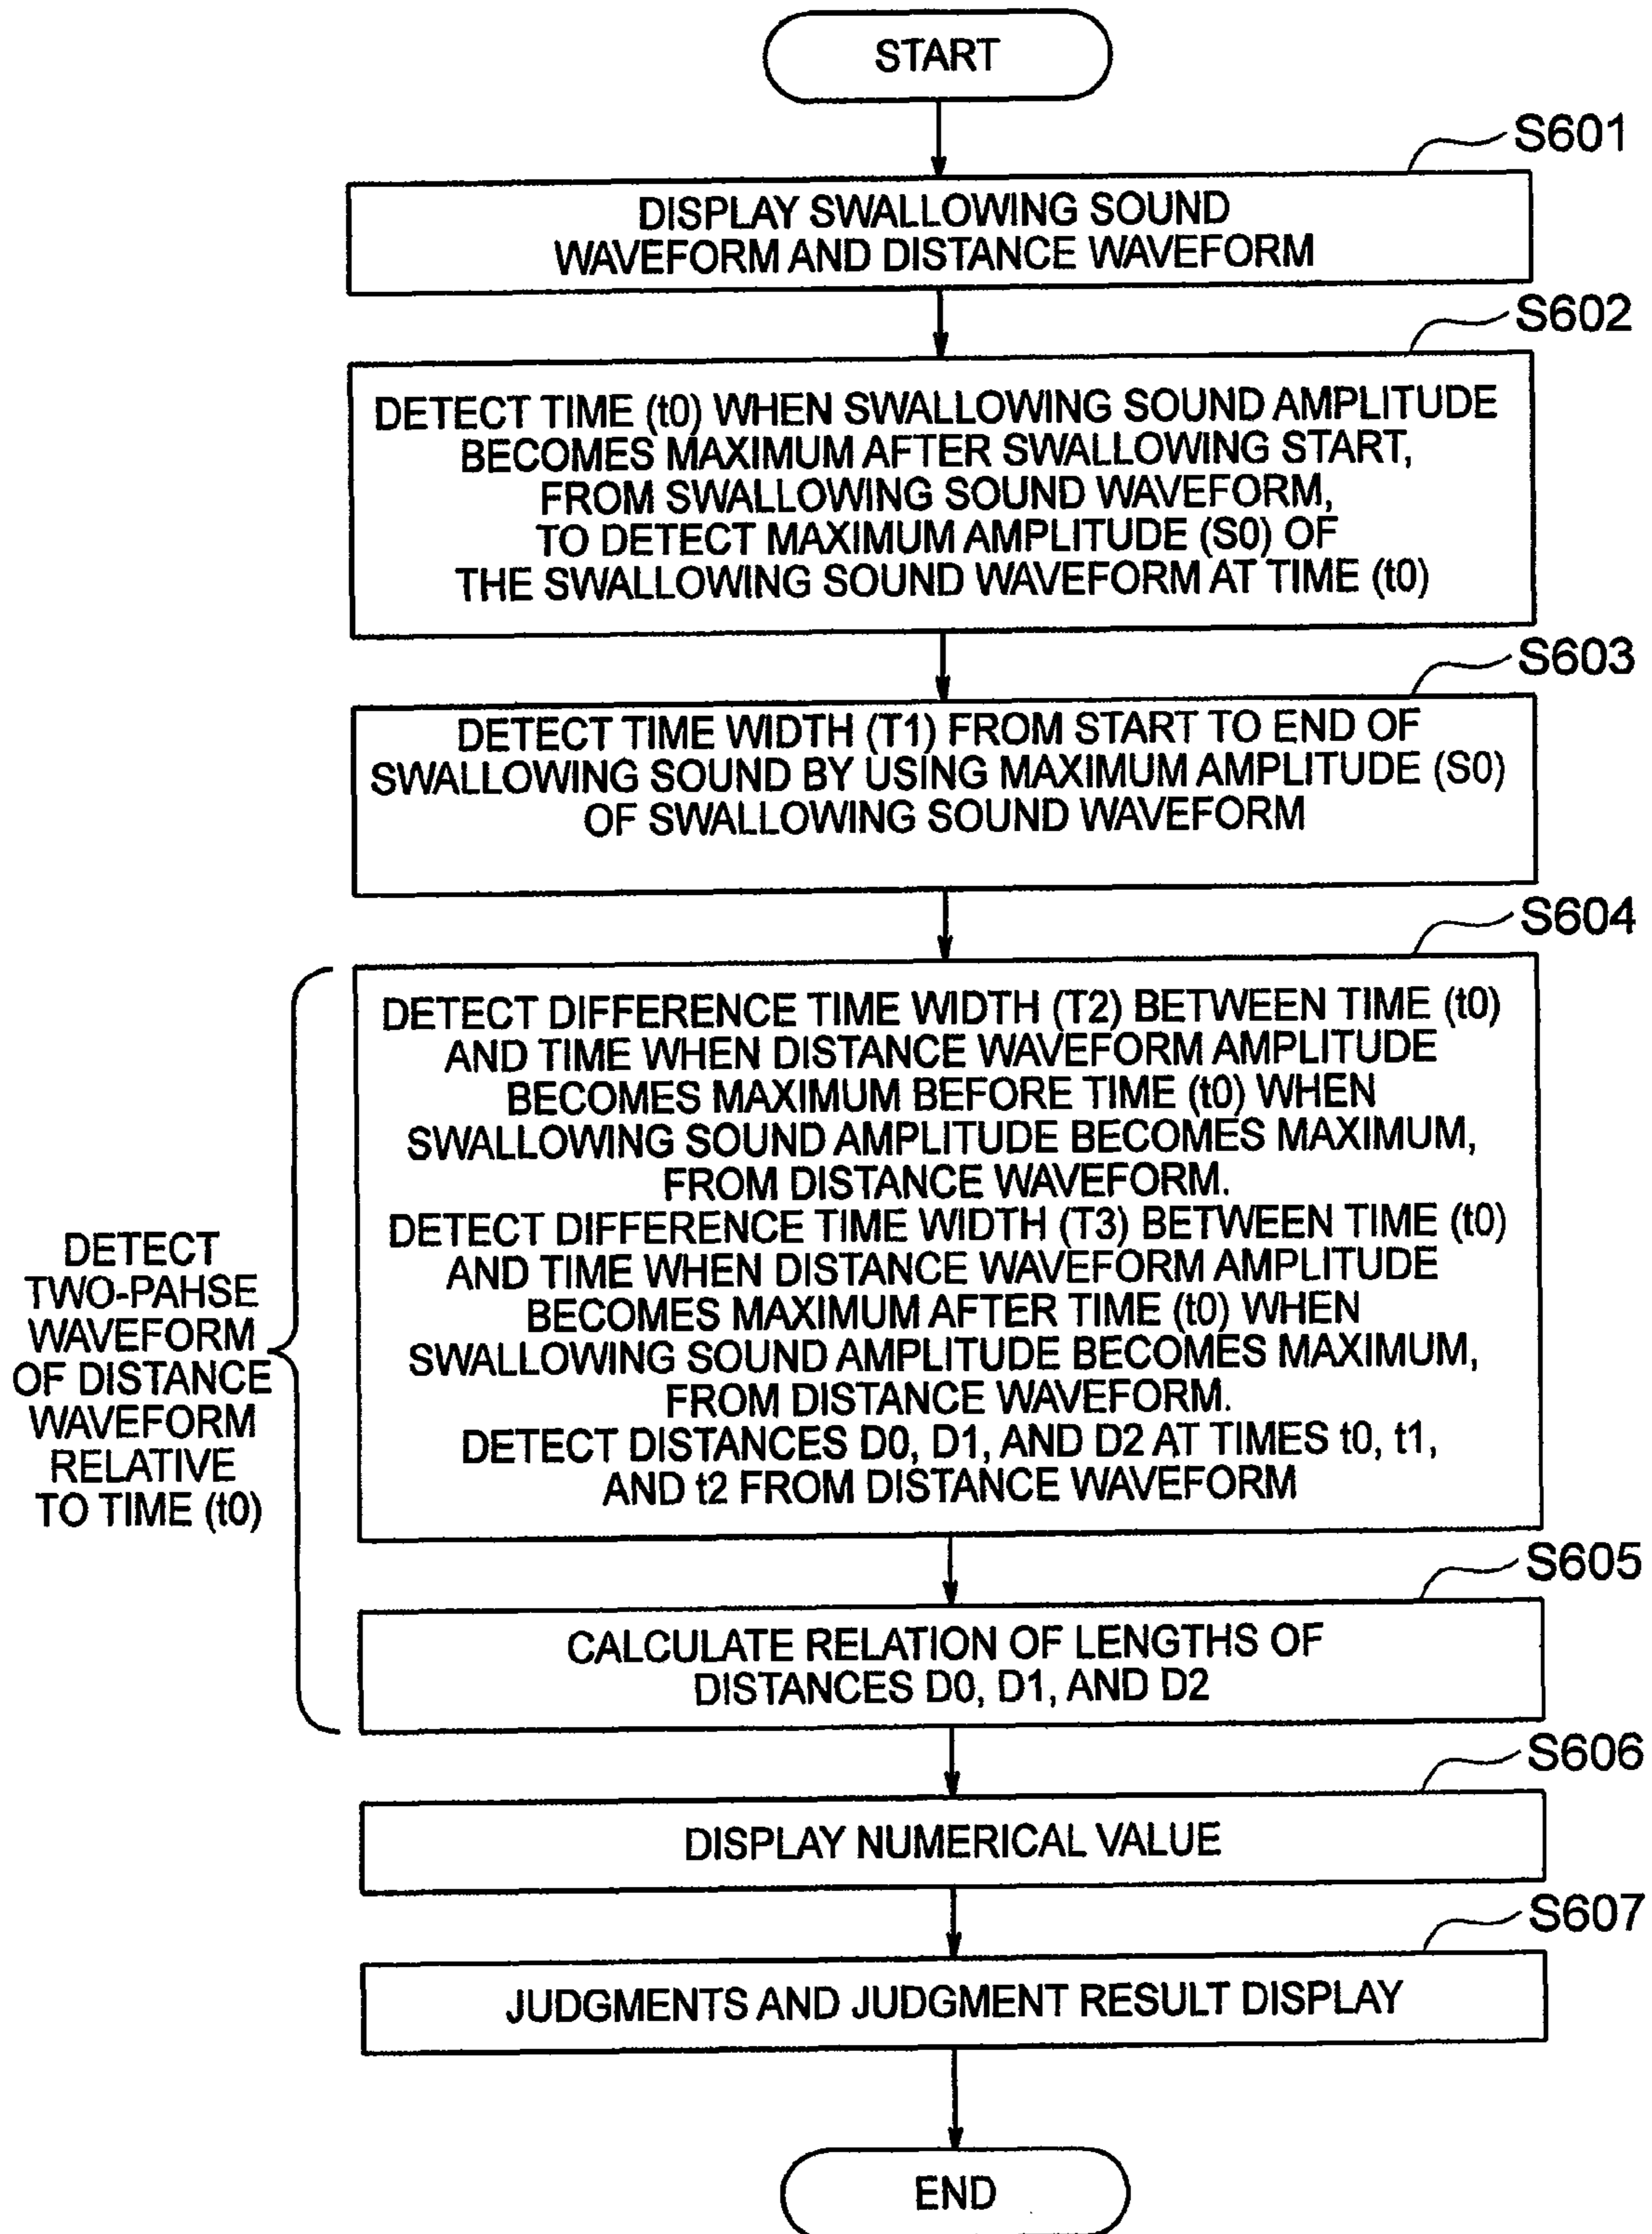 START
S601
DISPLAY SWALLOWING SOUND
WAVEFORM AND DISTANCE WAVEFORM
S602
DETECT TIME (t0) WHEN SWALLOWING SOUND AMPLITUDE
BECOMES MAXIMUM AFTER SWALLOWING START,
FROM SWALLOWING SOUND WAVEFORM,
TO DETECT MAXIMUM AMPLITUDE (S0) OF
THE SWALLOWING SOUND WAVEFORM AT TIME (t0)
S603
DETECT TIME WIDTH (T1) FROM START TO END OF
SWALLOWING SOUND BY USING MAXIMUM AMPLITUDE (S0)
OF SWALLOWING SOUND WAVEFORM
S604
DETECT DIFFERENCE TIME WIDTH (T2) BETWEEN TIME (t0)
AND TIME WHEN DISTANCE WAVEFORM AMPLITUDE
BECOMES MAXIMUM BEFORE TIME (t0) WHEN
SWALLOWING SOUND AMPLITUDE BECOMES MAXIMUM,
FROM DISTANCE WAVEFORM.
DETECT DIFFERENCE TIME WIDTH (T3) BETWEEN TIME (t0)
AND TIME WHEN DISTANCE WAVEFORM AMPLITUDE
BECOMES MAXIMUM AFTER TIME (t0) WHEN
SWALLOWING SOUND AMPLITUDE BECOMES MAXIMUM,
FROM DISTANCE WAVEFORM.
DETECT DISTANCES D0, D1, AND D2 AT TIMES t0, t1,
AND t2 FROM DISTANCE WAVEFORM
DETECT
TWO-PAHSE
WAVEFORM
OF DISTANCE
WAVEFORM
RELATIVE
TO TIME (t0)
S605
CALCULATE RELATION OF LENGTHS OF
DISTANCES D0, D1, AND D2
S606
DISPLAY NUMERICAL VALUE
S607
JUDGMENTS AND JUDGMENT RESULT DISPLAY
END